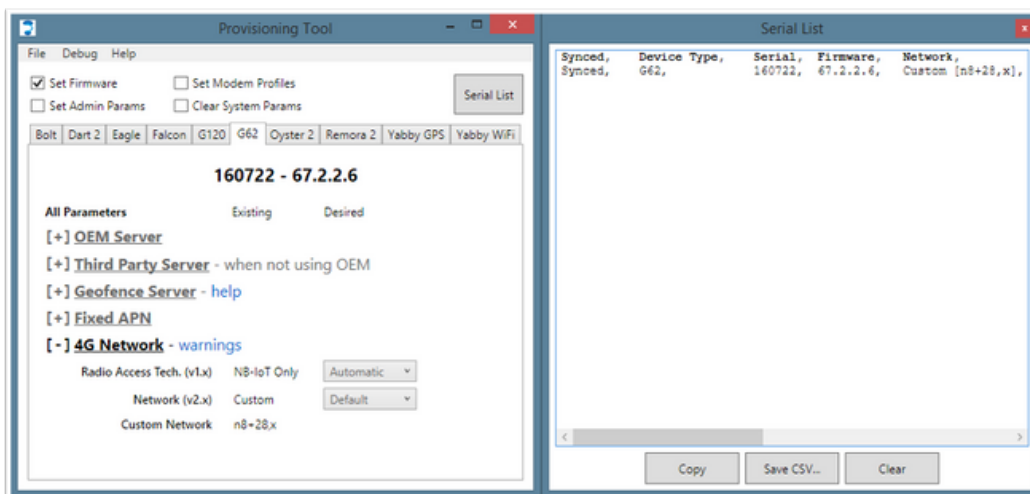 Provisioning Tool
File Debug Help
Set Firmware Set Modem Profiles
Set Admin Params Clear System Params
Serial List
Bolt Dart 2 Eagle Falcon G120 G62 Oyster 2 Remora 2 Yabby GPS Yabby WiFi
160722 - 67.2.2.6
All Parameters Existing Desired
[+] OEM Server
[+] Third Party Server - when not using OEM
[+] Geofence Server - help
[+] Fixed APN
[-] 4G Network - warnings
Radio Access Tech. (v1.x) NB-IoT Only Automatic
Network (v2.x) Custom Default
Custom Network n8+28,x
Serial List
Synced, Device Type, Serial, Firmware, Network,
Synced, G62, 160722, 67.2.2.6, Custom [n8+28,x],
Copy Save CSV... Clear